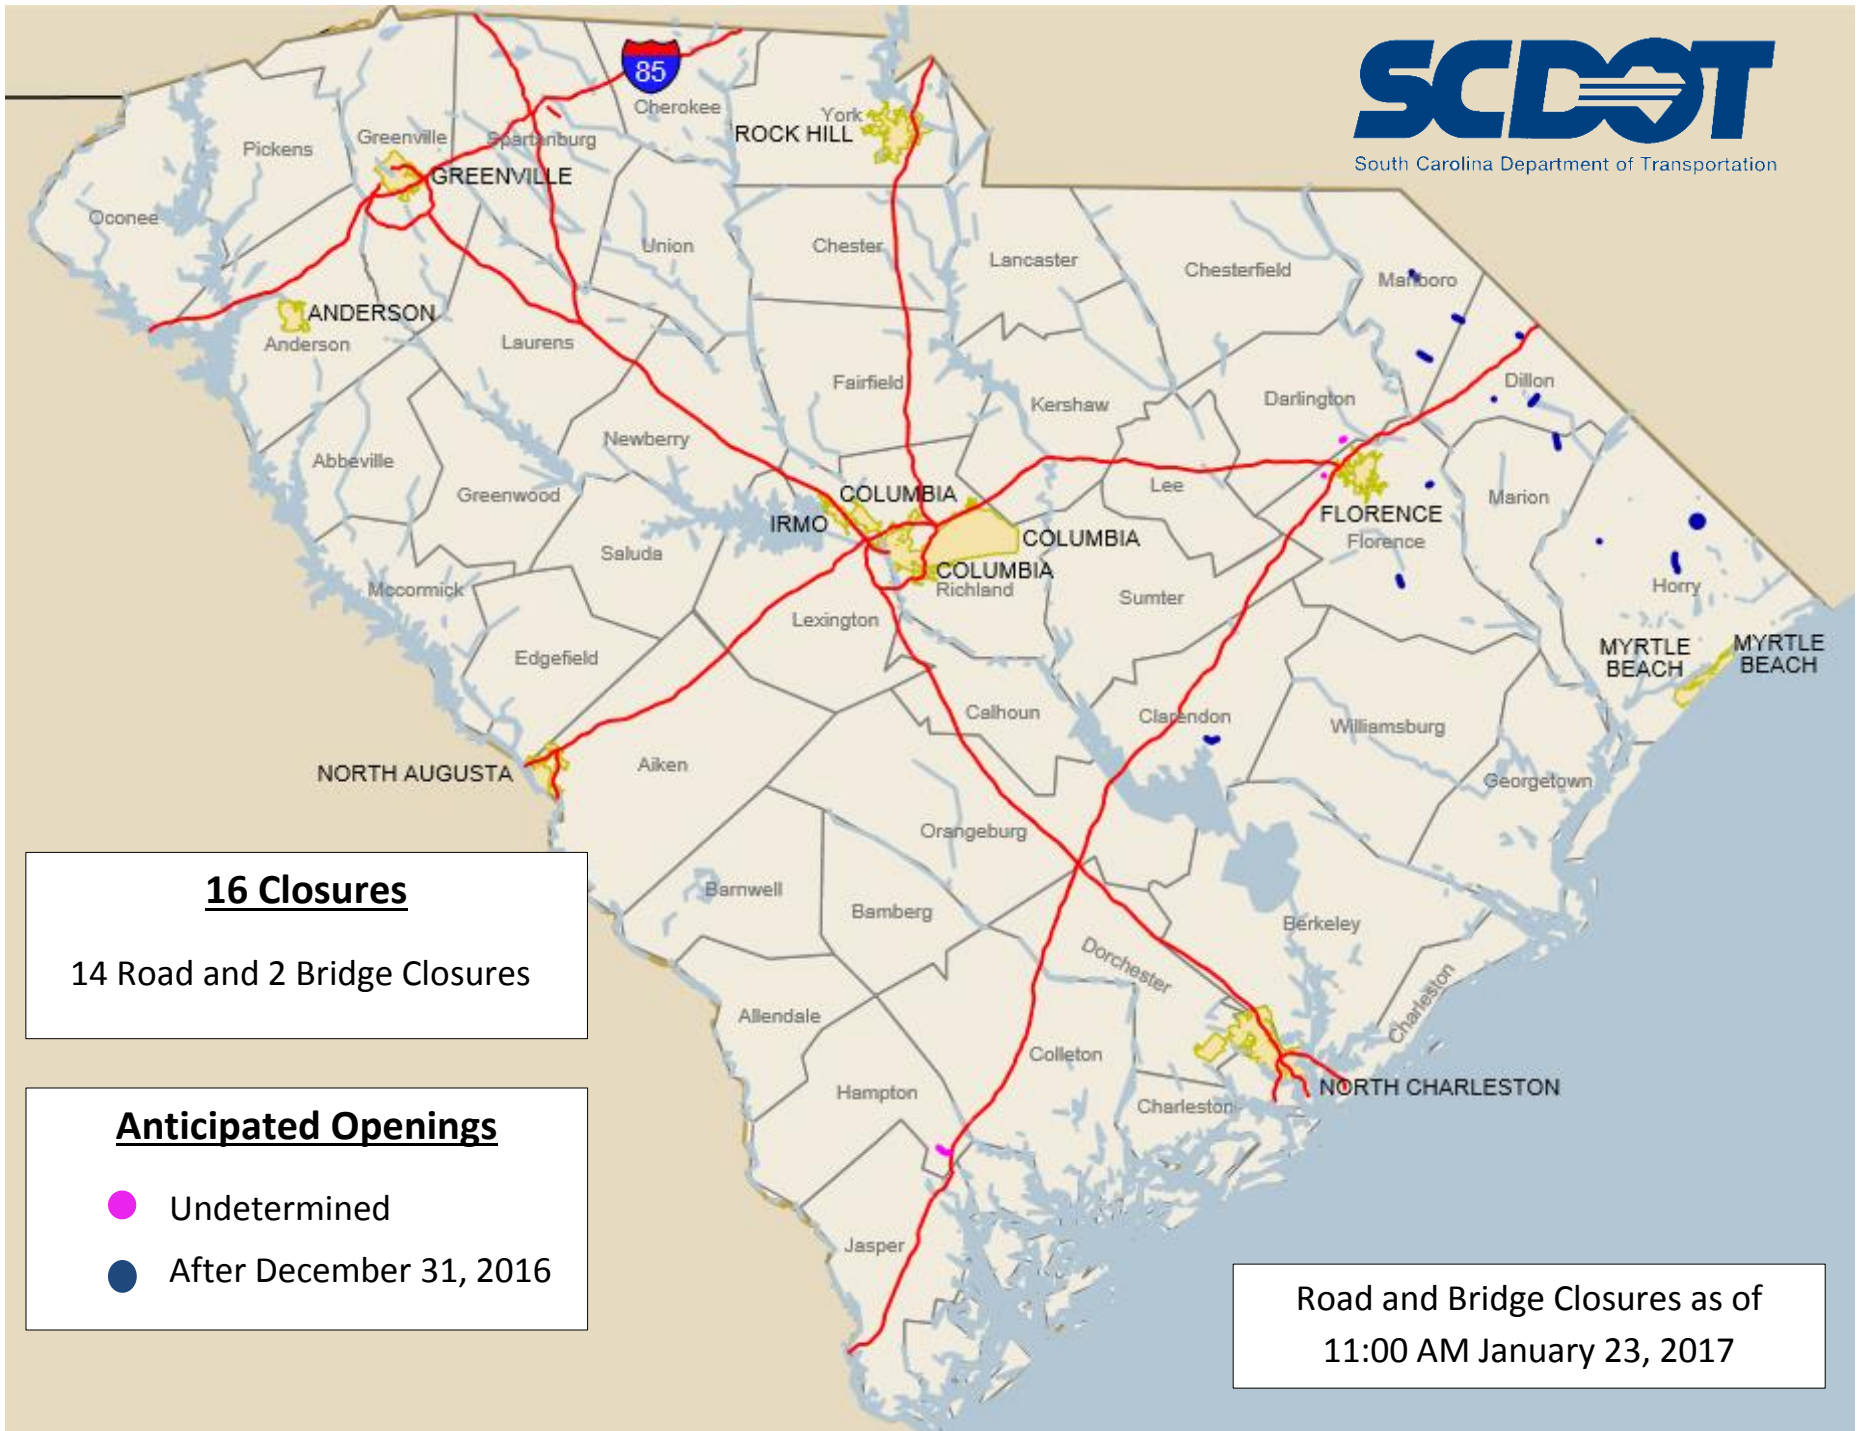 SCDOT
South Carolina Department of Transportation
85
Cherokee
York
ROCK HILL
Greenville
Spartanburg
Pickens
GREENVILLE
Oconee
Union
Chester
Lancaster
Chesterfield
Marlboro
ANDERSON
Anderson
Laurens
Fairfield
Kershaw
Darlington
Dillon
Newberry
Abbeville
Greenwood
COLUMBIA
Lee
Marion
IRMO
COLUMBIA
FLORENCE
Florence
Saluda
COLUMBIA
Richland
Mccormick
Sumter
Horry
Lexington
Edgefield
MYRTLE
BEACH
MYRTLE
BEACH
Calhoun
Clarendon
Williamsburg
NORTH AUGUSTA
Aiken
Georgetown
Orangeburg
Barnwell
Bamberg
Berkeley
Dorchester
Charleston
Allendale
Colleton
Hampton
NORTH CHARLESTON
Charleston
Jasper
16 Closures
14 Road and 2 Bridge Closures
Anticipated Openings
Undetermined
After December 31, 2016
Road and Bridge Closures as of
11:00 AM January 23, 2017